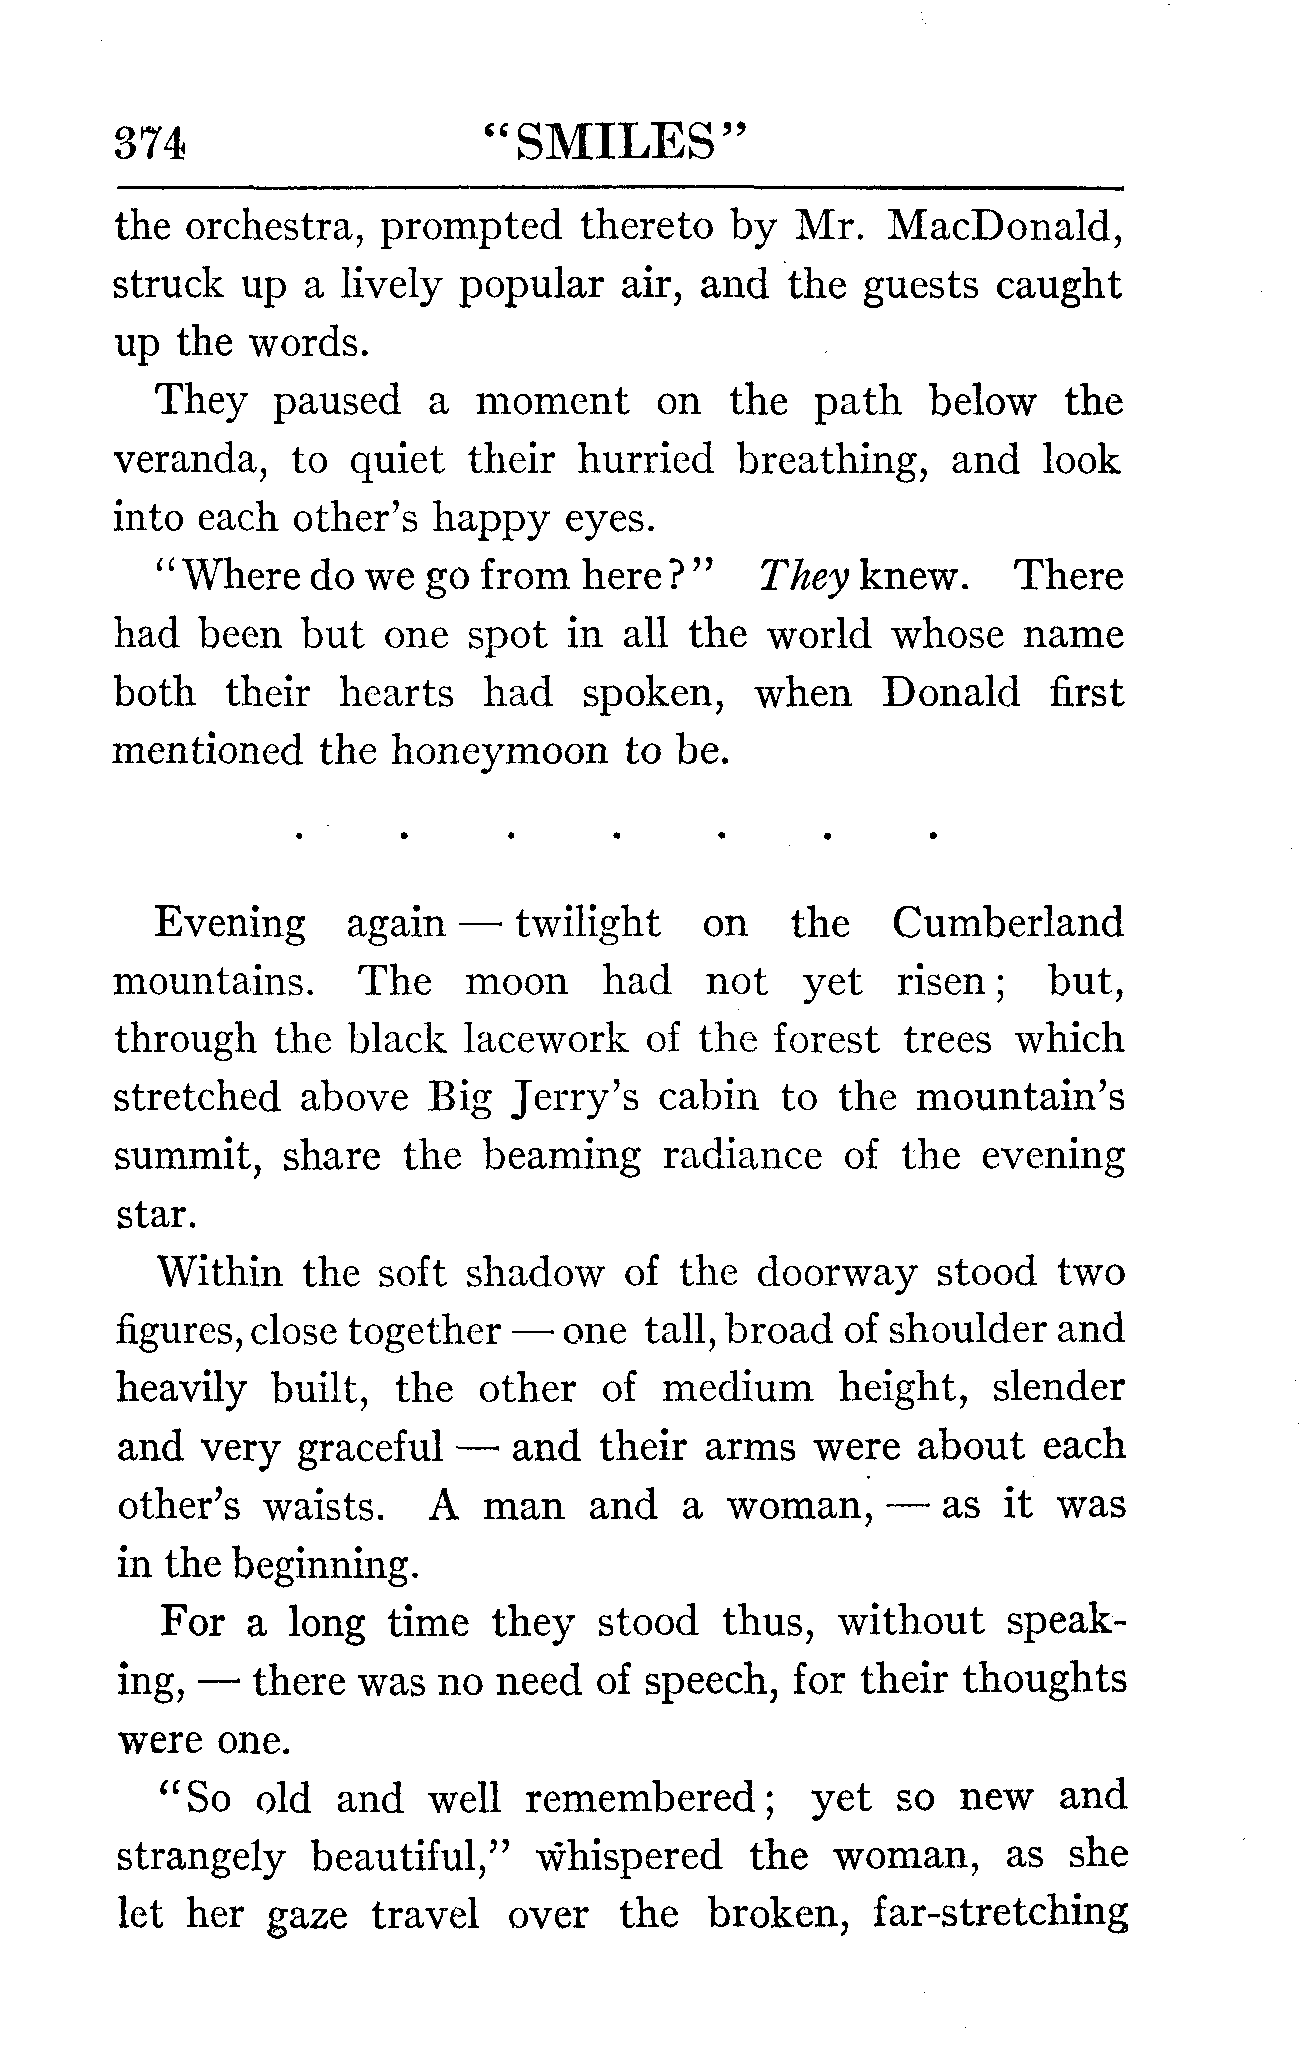 374 "SMILES"
the orchestra, prompted thereto by Mr. MacDonald,
struck up a lively popular air, and the guests caught
up the words.
They paused a moment on the path below the
veranda, to quiet their hurried breathing, and look
into each other's happy eyes.
"Where do we go from here?" They knew. There
had been but one spot in all the world whose name
both their hearts had spoken, when Donald first
mentioned the honeymoon to be.
. . . . . . .
Evening again — twilight on the Cumberland
mountains. The moon had not yet risen; but,
through the black lacework of the forest trees which
stretched above Big Jerry's cabin to the mountain's
summit, share the beaming radiance of the evening
star.
Within the soft shadow of the doorway stood two
figures, close together — one tall, broad of shoulder and
heavily built, the other of medium height, slender
and very graceful — and their arms were about each
other's waists. A man and a woman, — as it was
in the beginning.
For a long time they stood thus, without speak-
ing, — there was no need of speech, for their thoughts
were one.
"So old and well remembered; yet so new and
strangely beautiful," whispered the woman, as she
let her gaze travel over the broken, far-stretching